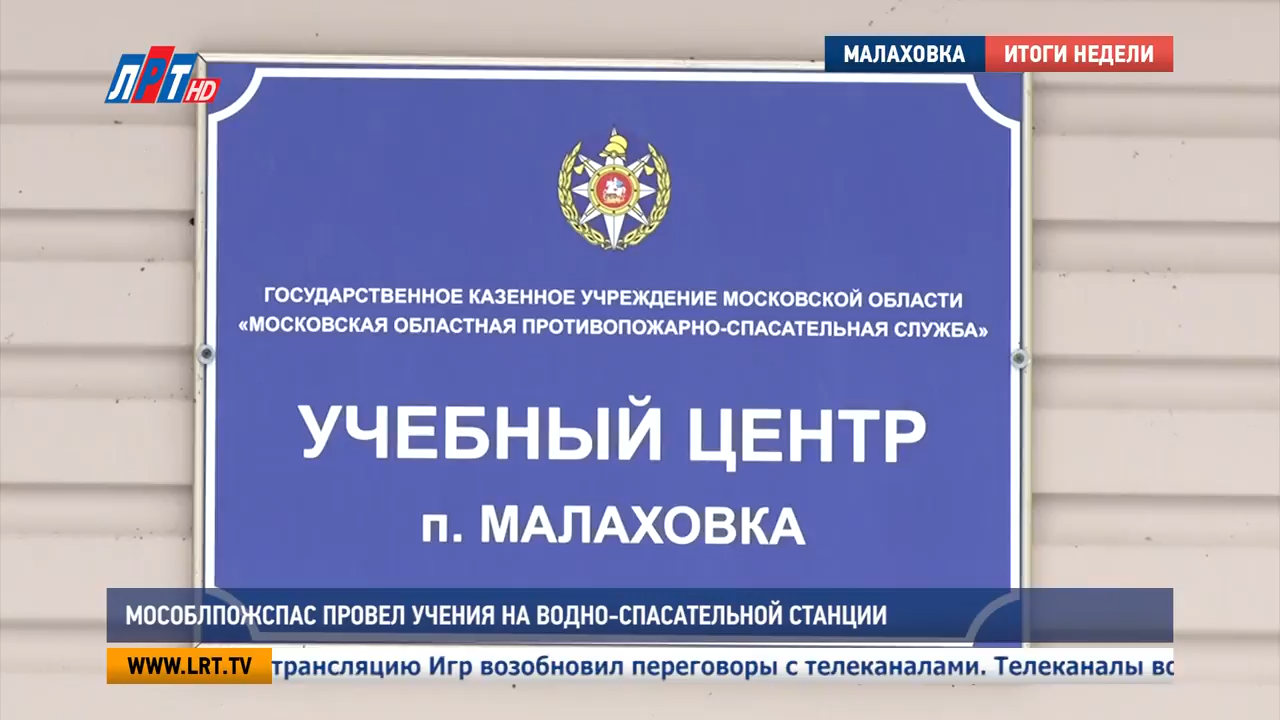 ЛРТ HD
МАЛАХОВКА ИТОГИ НЕДЕЛИ
ГОСУДАРСТВЕННОЕ КАЗЕННОЕ УЧРЕЖДЕНИЕ МОСКОВСКОЙ ОБЛАСТИ
«МОСКОВСКАЯ ОБЛАСТНАЯ ПРОТИВОПОЖАРНО-СПАСАТЕЛЬНАЯ СЛУЖБА»
УЧЕБНЫЙ ЦЕНТР
п. МАЛАХОВКА
МОСОБЛПОЖСПАС ПРОВЕЛ УЧЕНИЯ НА ВОДНО-СПАСАТЕЛЬНОЙ СТАНЦИИ
WWW.LRT.TV трансляцию Игр возобновил переговоры с телеканалами. Телеканалы